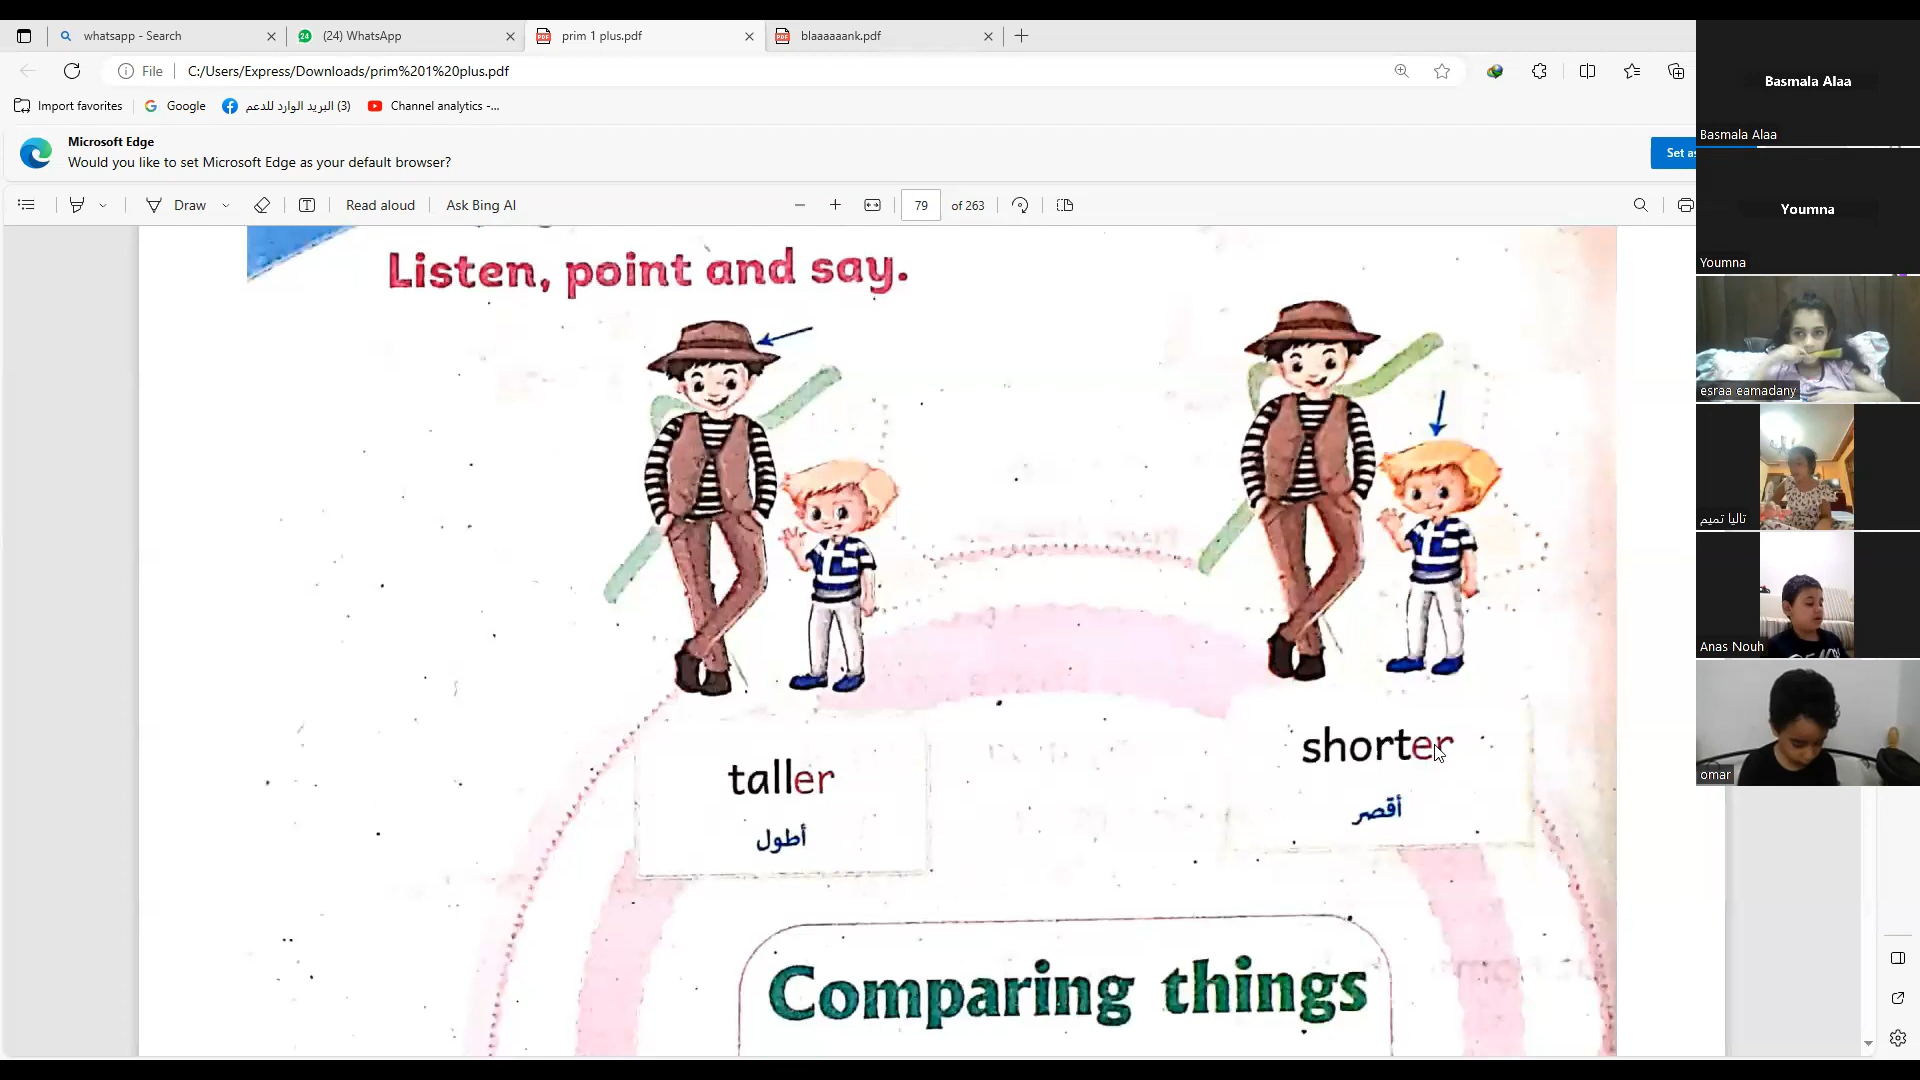 whatsapp - Search
(24) WhatsApp
prim 1 plus.pdf
blaaaaaank.pdf
File
C:/Users/Express/Downloads/prim%201%20plus.pdf
Import favorites
Google
(3) البريد الوارد للدعم
Channel analytics -...
Microsoft Edge
Would you like to set Microsoft Edge as your default browser?
Set as
Draw
Read aloud
Ask Bing AI
79
of 263
Listen, point and say.
taller
أطول
shorter
أقصر
Comparing things
Basmala Alaa
Basmala Alaa
Youmna
Youmna
esraa eamadany
تاليا تميم
Anas Nouh
omar